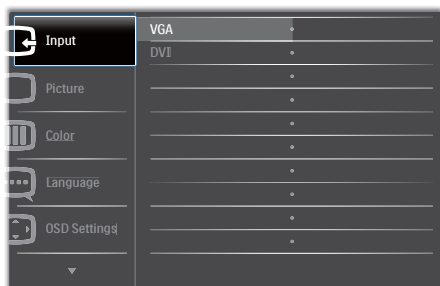 Input
VGA
DVI
Picture
Color
Language
OSD Settings